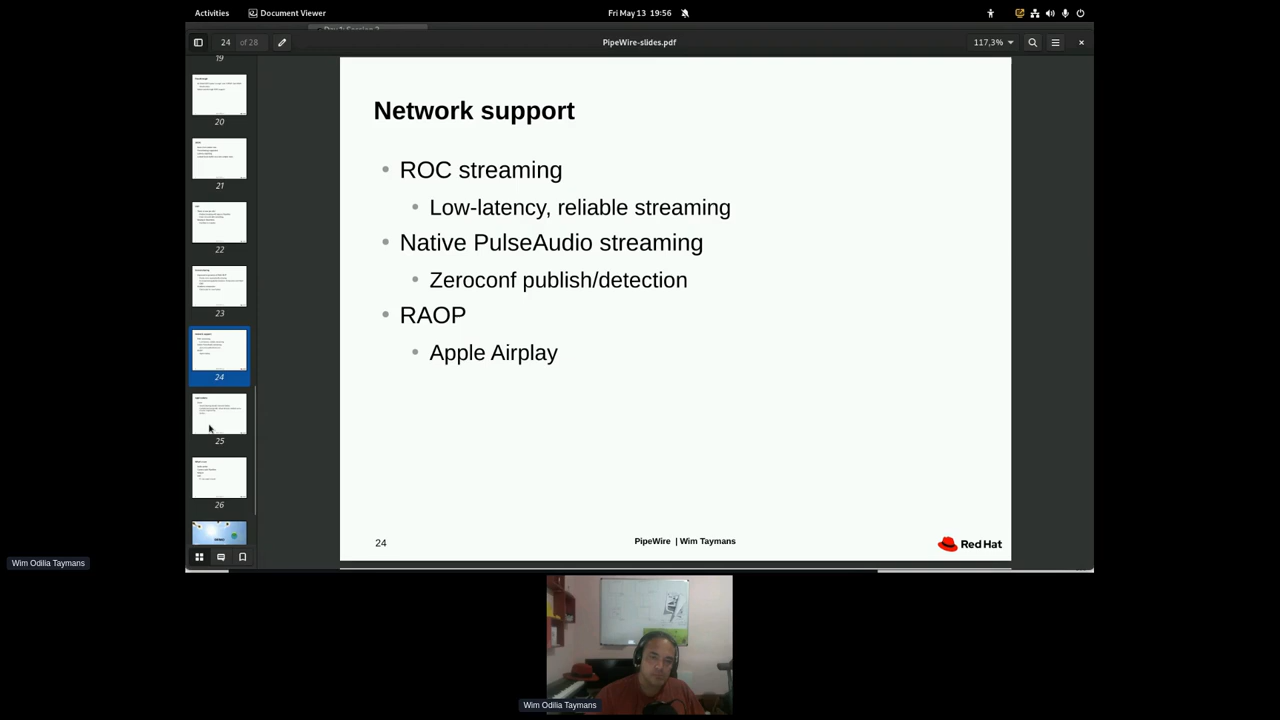 Activities
Document Viewer
Fri May 13 19:56
24 of 28
PipeWire-slides.pdf
117,3%
19
20
21
22
23
24
25
26
Network support
ROC streaming
Low-latency, reliable streaming
Native PulseAudio streaming
Zeroconf publish/detection
RAOP
Apple Airplay
24
PipeWire | Wim Taymans
Red Hat
Wim Odilia Taymans
Wim Odilia Taymans